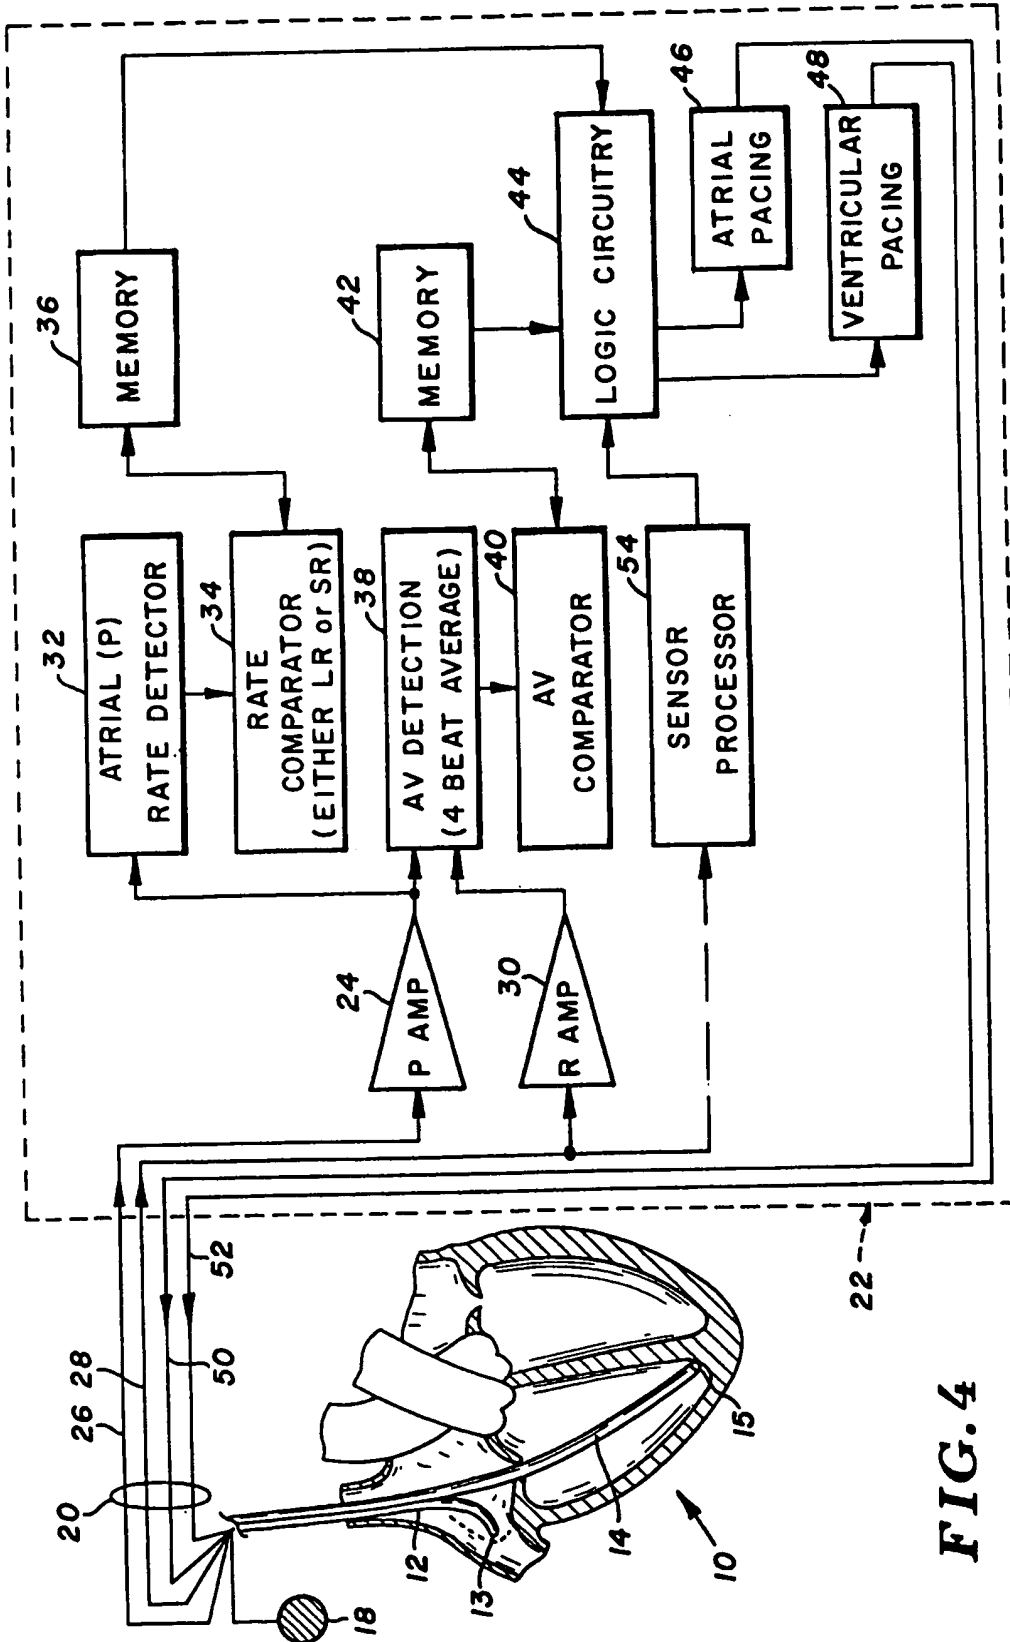 32
ATRIAL (P)
RATE DETECTOR
34
RATE
COMPARATOR
(EITHER LR or SR)
36
MEMORY
38
AV DETECTION
(4 BEAT AVERAGE)
40
AV
COMPARATOR
42
MEMORY
44
LOGIC CIRCUITRY
46
ATRIAL
PACING
48
VENTRICULAR
PACING
54
SENSOR
PROCESSOR
24
P AMP
30
R AMP
20
26
28
50
52
22
18
12
13
14
15
10
FIG. 4